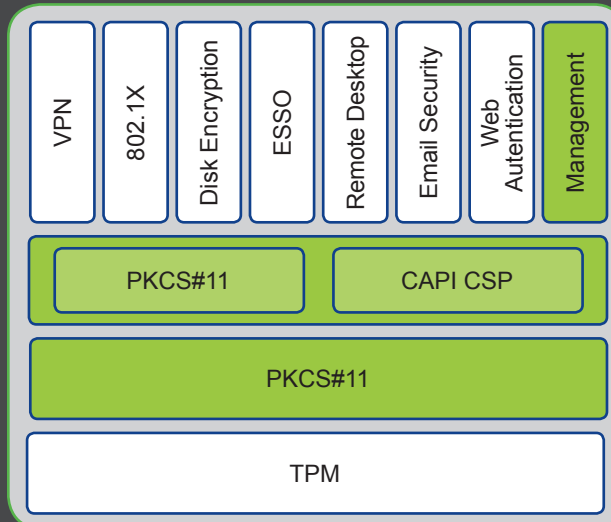 VPN
802.1X
Disk Encryption
ESSO
Remote Desktop
Email Security
Web
Autentication
Management
PKCS#11
CAPI CSP
PKCS#11
TPM